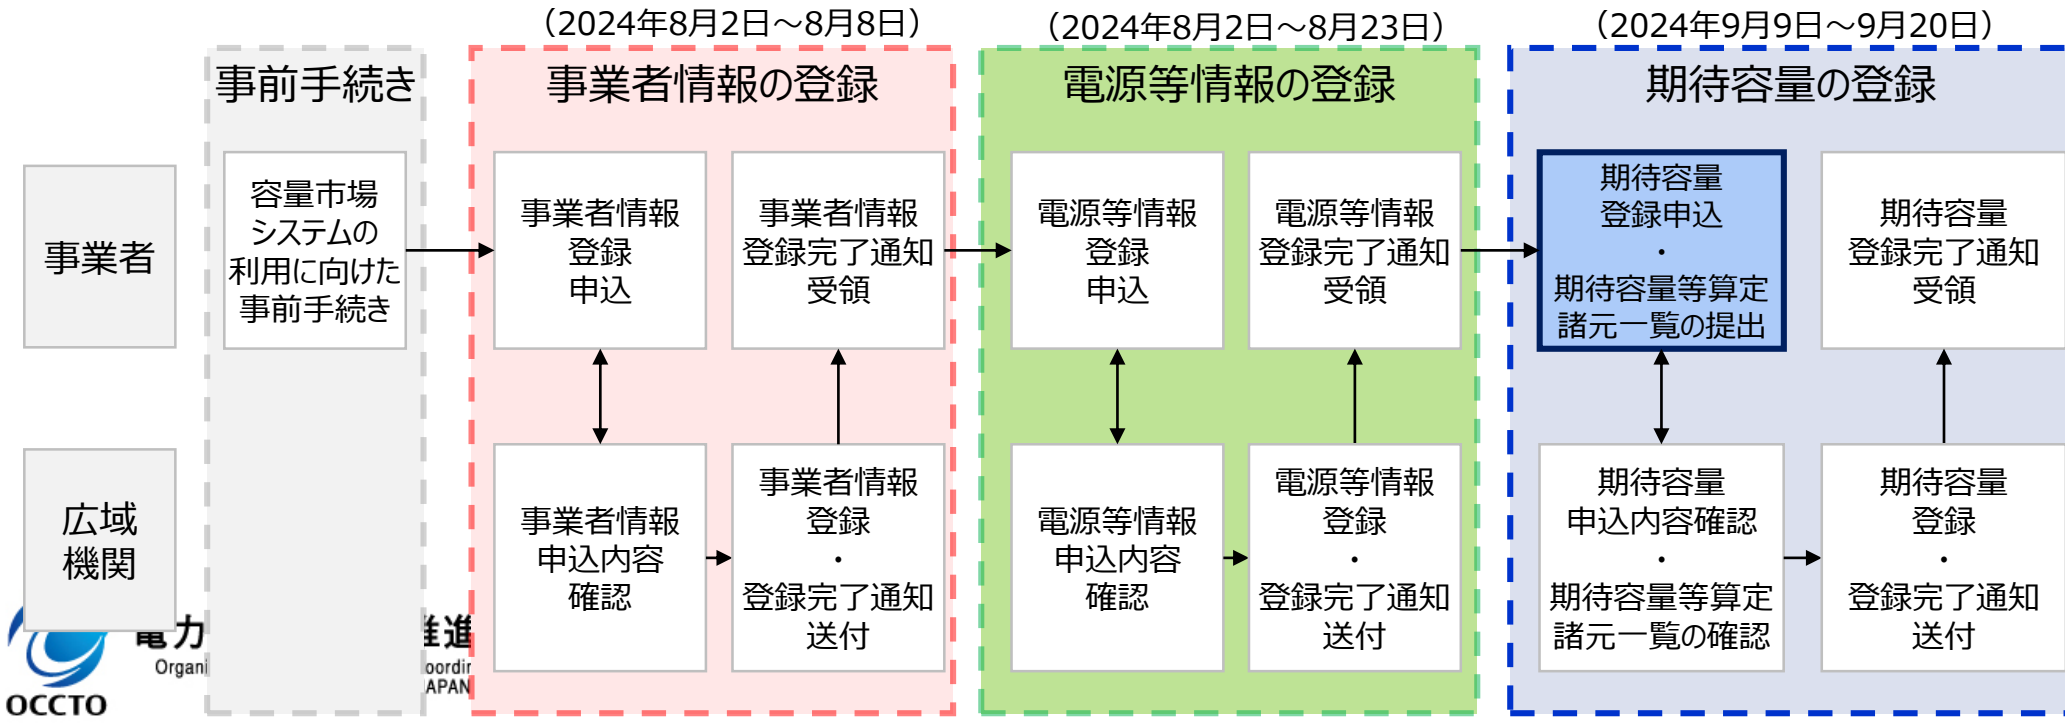 （2024年8月2日～8月8日）
（2024年8月2日～8月23日）
（2024年9月9日～9月20日）
事前手続き
事業者情報の登録
電源等情報の登録
期待容量の登録
事業者
容量市場
システムの
利用に向けた
事前手続き
事業者情報
登録
申込
事業者情報
登録完了通知
受領
電源等情報
登録
申込
電源等情報
登録完了通知
受領
期待容量
登録申込
・
期待容量等算定
諸元一覧の提出
期待容量
登録完了通知
受領
広域
機関
事業者情報
申込内容
確認
事業者情報
登録
・
登録完了通知
送付
電源等情報
申込内容
確認
電源等情報
登録
・
登録完了通知
送付
期待容量
申込内容確認
・
期待容量等算定
諸元一覧の確認
期待容量
登録
・
登録完了通知
送付
電力
推進
OCCTO